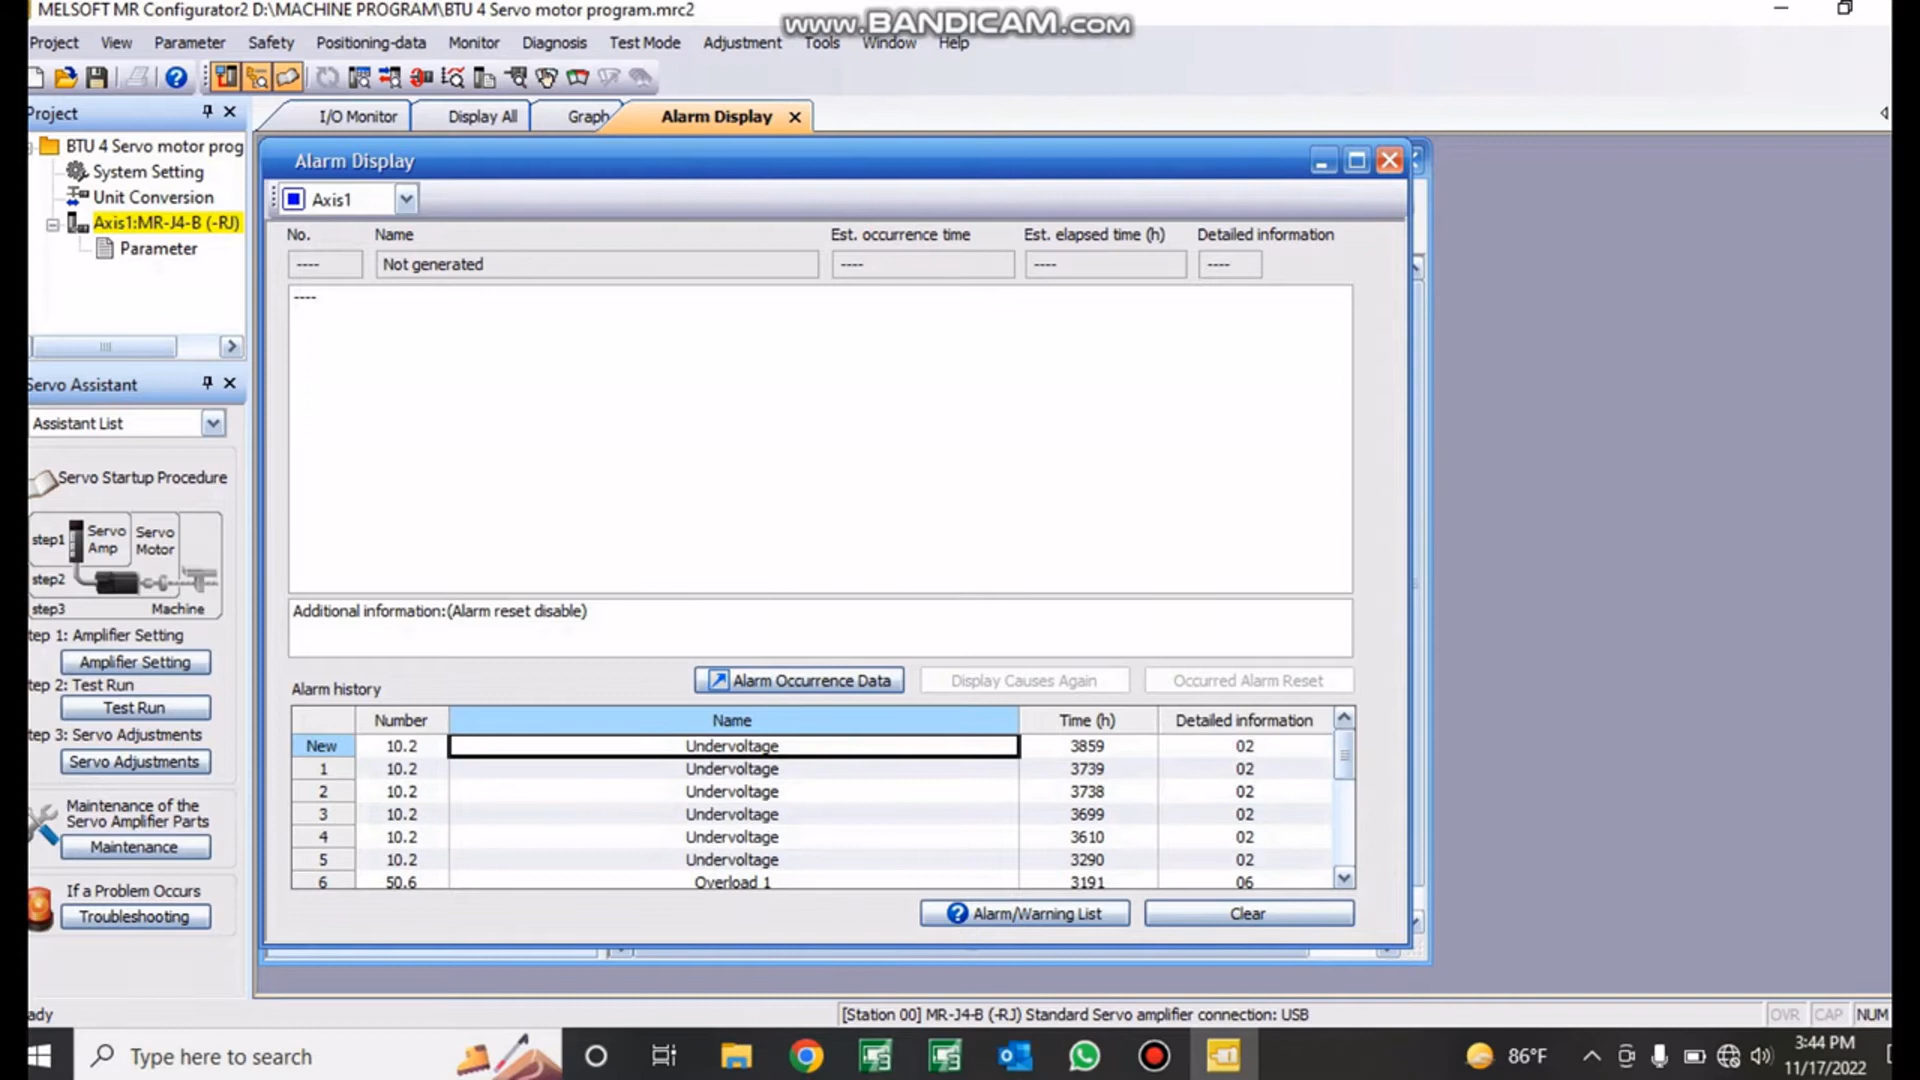 MELSOFT MR Configurator2 D:\MACHINE PROGRAM\BTU 4 Servo motor program.mrc2
www.BANDICAM.com
Project View Parameter Safety Positioning-data Monitor Diagnosis Test Mode Adjustment Tools Window Help
Project
I/O Monitor Display All Graph Alarm Display
BTU 4 Servo motor prog
System Setting
Unit Conversion
Axis1:MR-J4-B (-RJ)
Parameter
Servo Assistant
Assistant List
Servo Startup Procedure
step1 Servo Amp Servo Motor
step2
step3 Machine
tep 1: Amplifier Setting
Amplifier Setting
tep 2: Test Run
Test Run
tep 3: Servo Adjustments
Servo Adjustments
Maintenance of the
Servo Amplifier Parts
Maintenance
If a Problem Occurs
Troubleshooting
Alarm Display
Axis1
No. Name Est. occurrence time Est. elapsed time (h) Detailed information
---- Not generated ---- ---- ----
----
Additional information:(Alarm reset disable)
Alarm history Alarm Occurrence Data Display Causes Again Occurred Alarm Reset
Number Name Time (h) Detailed information
New 10.2 Undervoltage 3859 02
1 10.2 Undervoltage 3739 02
2 10.2 Undervoltage 3738 02
3 10.2 Undervoltage 3699 02
4 10.2 Undervoltage 3610 02
5 10.2 Undervoltage 3290 02
6 50.6 Overload 1 3191 06
Alarm/Warning List Clear
ady [Station 00] MR-J4-B (-RJ) Standard Servo amplifier connection: USB OVR CAP NUM
Type here to search 86°F 3:44 PM
11/17/2022